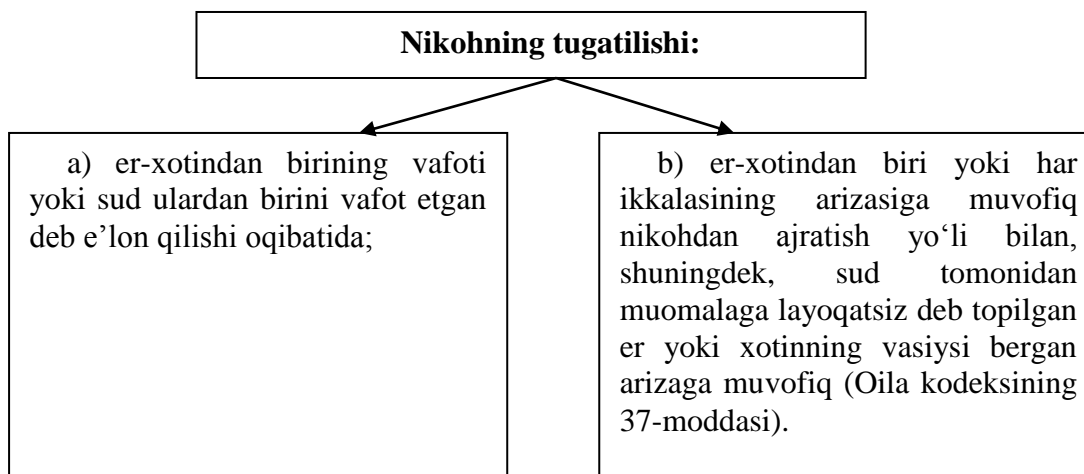 Nikohning tugatilishi:
a) er-xotindan birining vafoti
yoki sud ulardan birini vafot etgan
deb e’lon qilishi oqibatida;
b) er-xotindan biri yoki har
ikkalasining arizasiga muvofiq
nikohdan ajratish yo‘li bilan,
shuningdek, sud tomonidan
muomalaga layoqatsiz deb topilgan
er yoki xotinning vasiysi bergan
arizaga muvofiq (Oila kodeksining
37-moddasi).